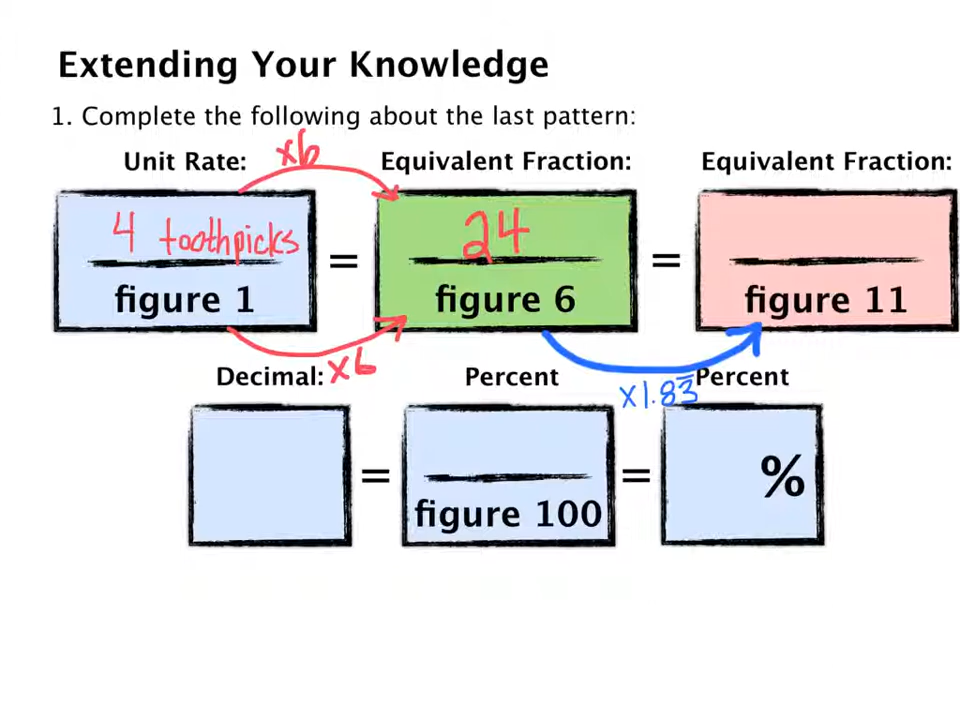 Extending Your Knowledge
1. Complete the following about the last pattern:
Unit Rate: x6 Equivalent Fraction: Equivalent Fraction:
4 toothpicks 24
= =
figure 1 figure 6 figure 11
Decimal: x6 Percent x1.83̅ Percent
= = %
figure 100